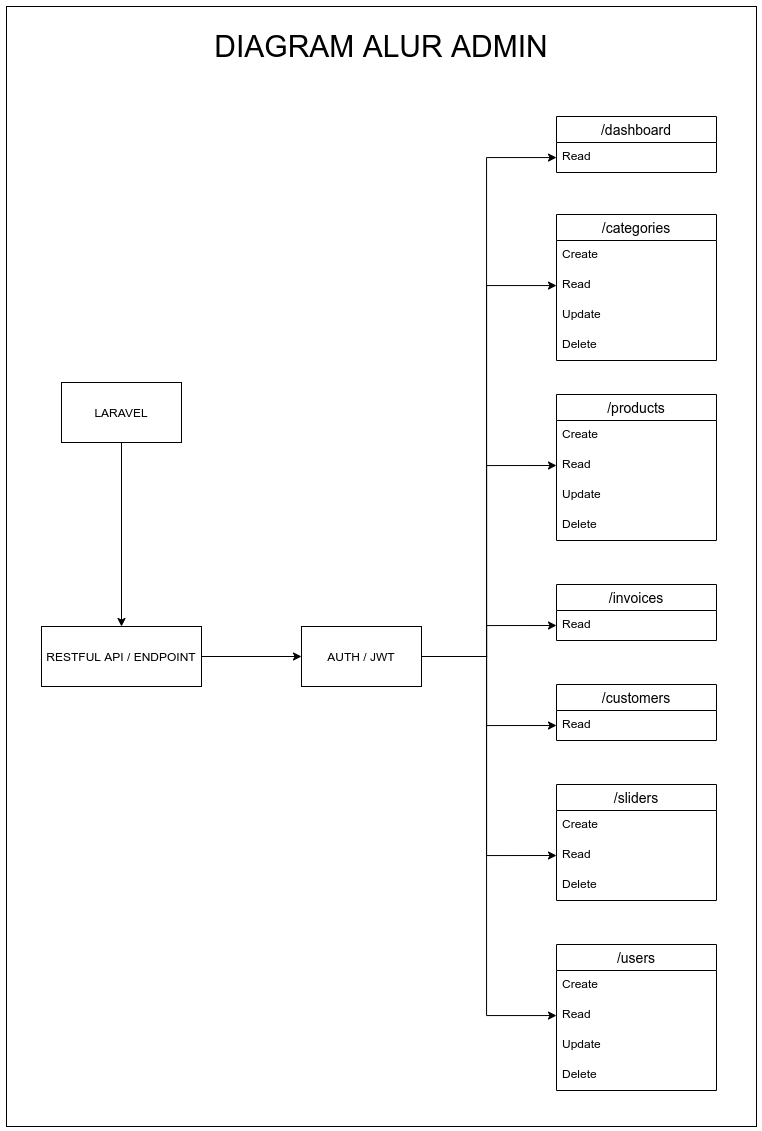 DIAGRAM ALUR ADMIN
LARAVEL
RESTFUL API / ENDPOINT
AUTH / JWT
/dashboard
Read
/categories
Create
Read
Update
Delete
/products
Create
Read
Update
Delete
/invoices
Read
/customers
Read
/sliders
Create
Read
Delete
/users
Create
Read
Update
Delete